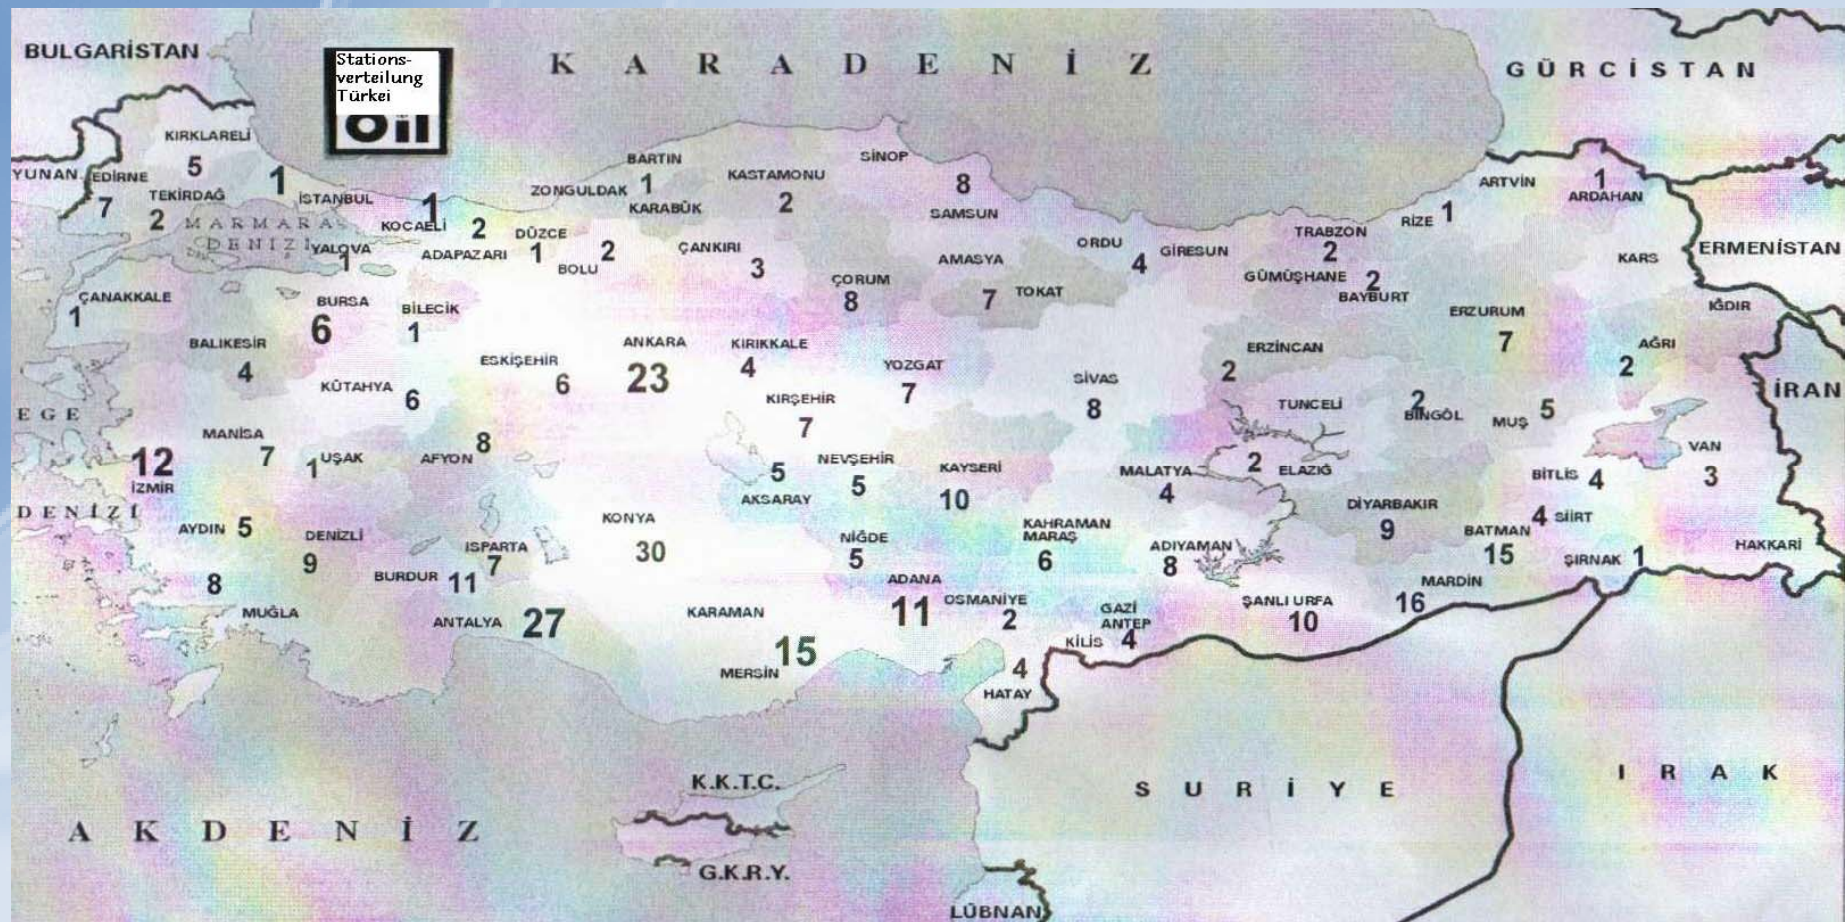 BULGARİSTAN
Stations-
verteilung
Türkei
Oil
K A R A D E N İ Z
GÜRCİSTAN
KIRKLARELİ
5
YUNAN.
EDİRNE
7
TEKİRDAĞ
2
1
İSTANBUL
MARMARA
DENİZİ
YALOVA
1
1
KOCAELİ
2
ADAPAZARI
DÜZCE
1
BOLU
2
ZONGULDAK
BARTIN
1
KARABÜK
KASTAMONU
2
SİNOP
8
SAMSUN
ÇANKIRI
3
ÇORUM
8
AMASYA
7
TOKAT
ORDU
4
GİRESUN
TRABZON
2
GÜMÜŞHANE
2
BAYBURT
RİZE
1
ARTVİN
1
ARDAHAN
KARS
ERMENİSTAN
IĞDIR
ÇANAKKALE
1
BURSA
6
BİLECİK
1
BALIKESİR
4
KÜTAHYA
6
ESKİŞEHİR
6
ANKARA
23
KIRIKKALE
4
KIRŞEHİR
7
YOZGAT
7
SİVAS
8
ERZİNCAN
2
ERZURUM
7
AĞRI
2
İRAN
TUNCELİ
2
BİNGÖL
MUŞ
5
EGE
DENİZİ
MANİSA
7
12
İZMİR
1
UŞAK
AFYON
8
5
AKSARAY
NEVŞEHİR
5
KAYSERİ
10
MALATYA
4
2
ELAZIĞ
BİTLİS
4
VAN
3
AYDIN
5
DENİZLİ
9
ISPARTA
7
BURDUR
11
KONYA
30
NİĞDE
5
KAHRAMAN
MARAŞ
6
ADIYAMAN
8
DİYARBAKIR
9
BATMAN
15
4
SİİRT
ŞIRNAK
1
HAKKARİ
8
MUĞLA
ANTALYA
27
KARAMAN
15
MERSİN
ADANA
11
OSMANİYE
2
4
HATAY
GAZİ
ANTEP
KİLİS
4
ŞANLI URFA
10
MARDİN
16
K.K.T.C.
G.K.R.Y.
A K D E N İ Z
S U R İ Y E
I R A K
LÜBNAN